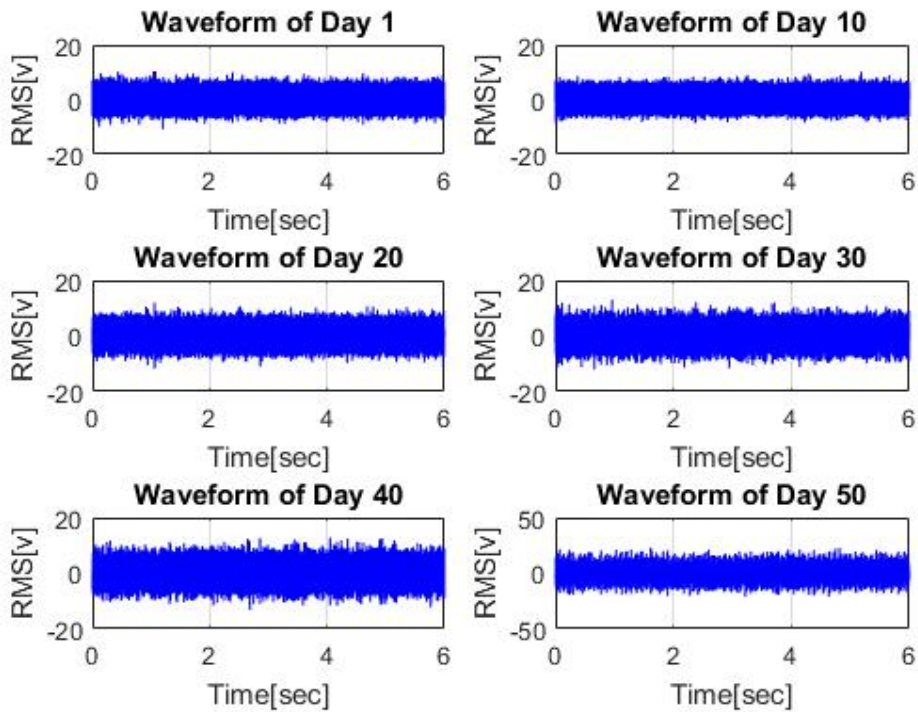 Waveform of Day 1
RMS[v]
20
0
-20
0 2 4 6
Time[sec]
Waveform of Day 10
RMS[v]
20
0
-20
0 2 4 6
Time[sec]
Waveform of Day 20
RMS[v]
20
0
-20
0 2 4 6
Time[sec]
Waveform of Day 30
RMS[v]
20
0
-20
0 2 4 6
Time[sec]
Waveform of Day 40
RMS[v]
20
0
-20
0 2 4 6
Time[sec]
Waveform of Day 50
RMS[v]
50
0
-50
0 2 4 6
Time[sec]